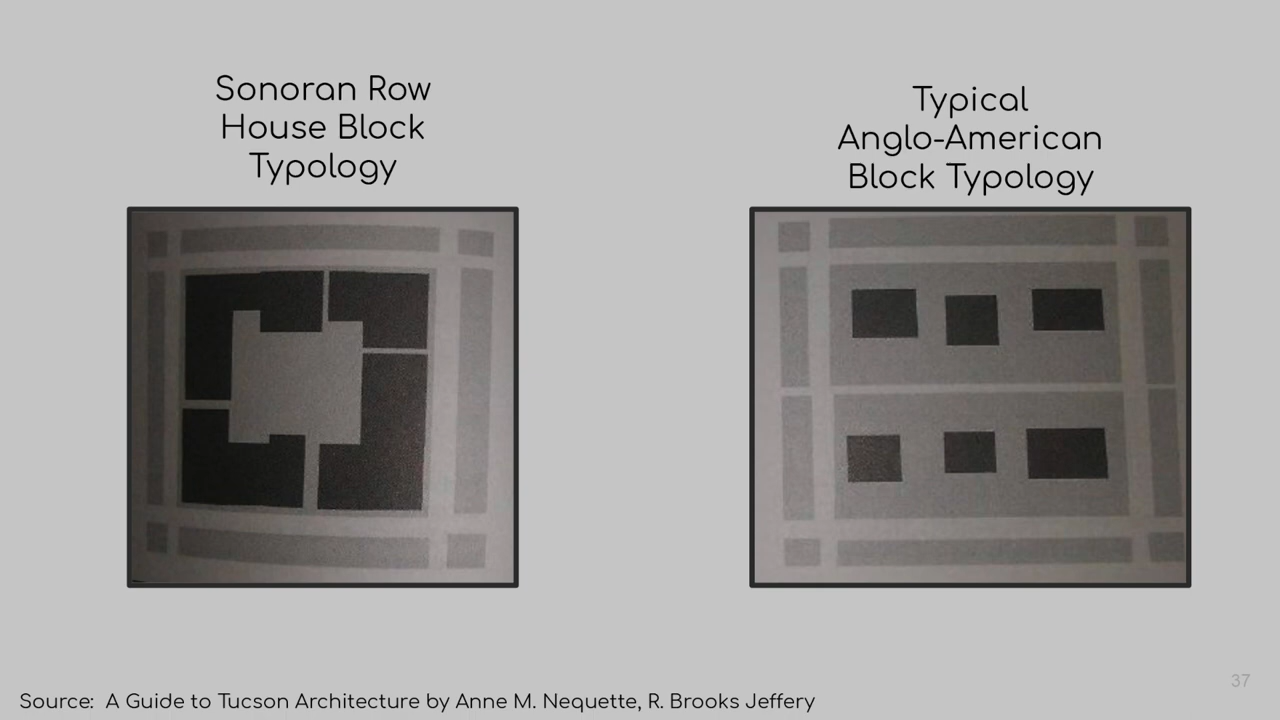 Sonoran Row
House Block
Typology
Typical
Anglo-American
Block Typology
Source:  A Guide to Tucson Architecture by Anne M. Nequette, R. Brooks Jeffery
37